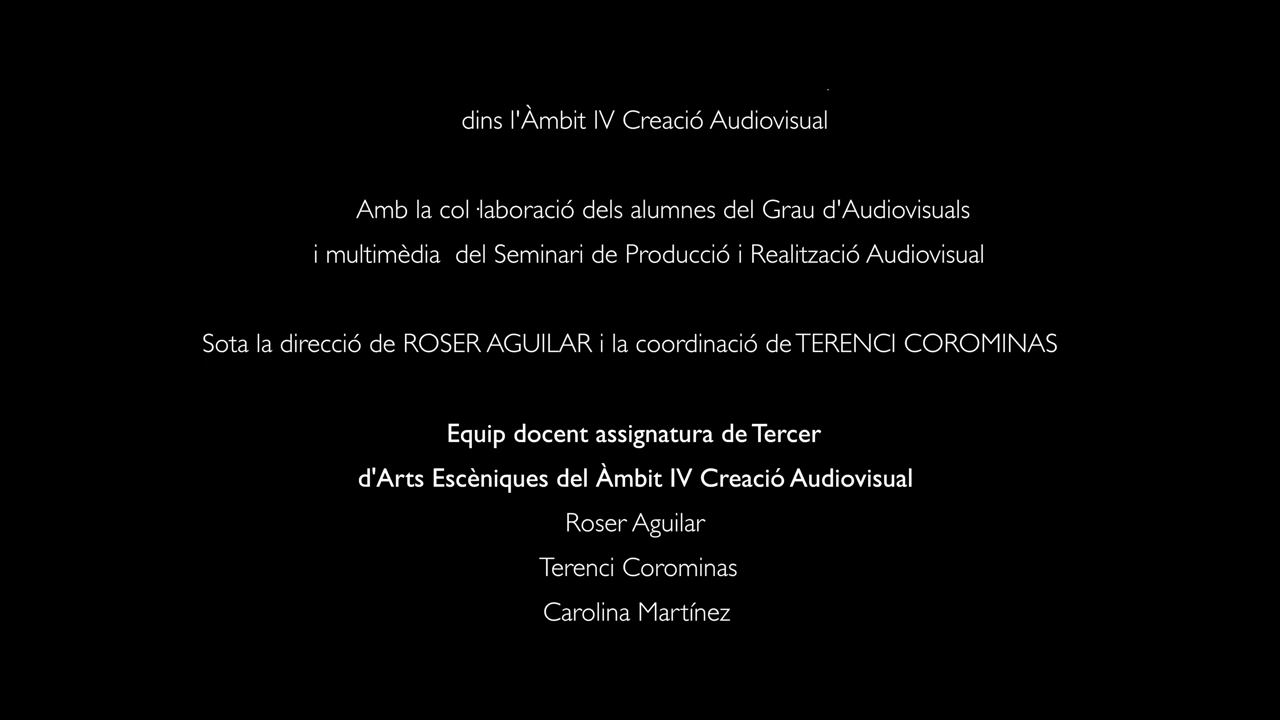 dins l'Àmbit IV Creació Audiovisual
Amb la col·laboració dels alumnes del Grau d'Audiovisuals
i multimèdia del Seminari de Producció i Realització Audiovisual
Sota la direcció de ROSER AGUILAR i la coordinació de TERENCI COROMINAS
Equip docent assignatura de Tercer
d'Arts Escèniques del Àmbit IV Creació Audiovisual
Roser Aguilar
Terenci Corominas
Carolina Martínez